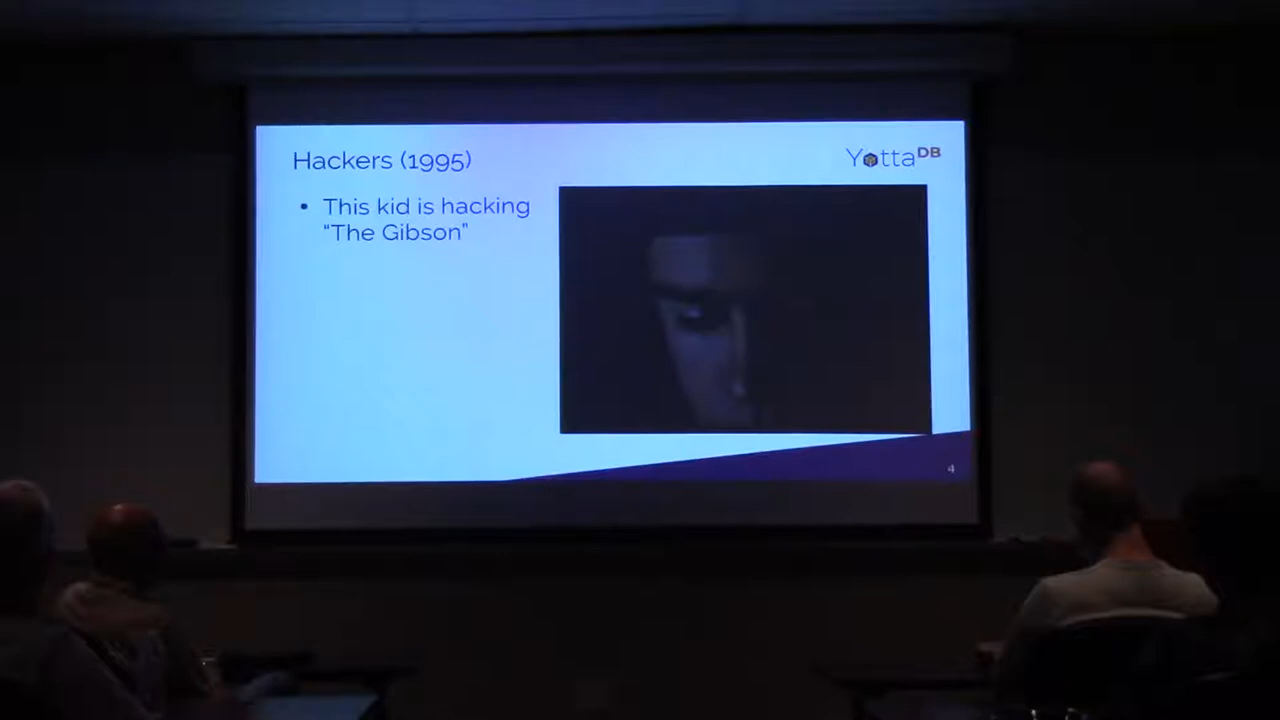 Hackers (1995)
YottaDB
• This kid is hacking
“The Gibson”
4